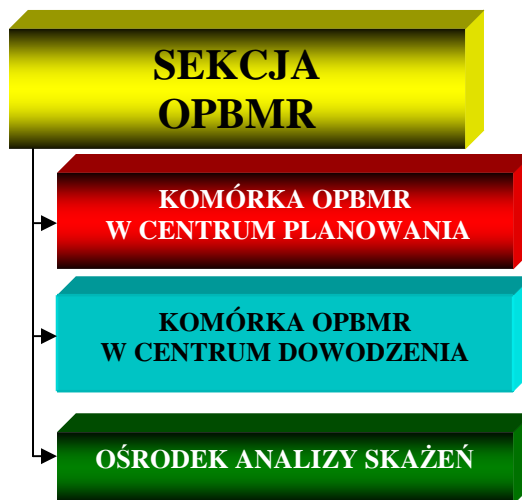 SEKCJA
OPBMR
KOMÓRKA OPBMR
W CENTRUM PLANOWANIA
KOMÓRKA OPBMR
W CENTRUM DOWODZENIA
OŚRODEK ANALIZY SKAŻEŃ